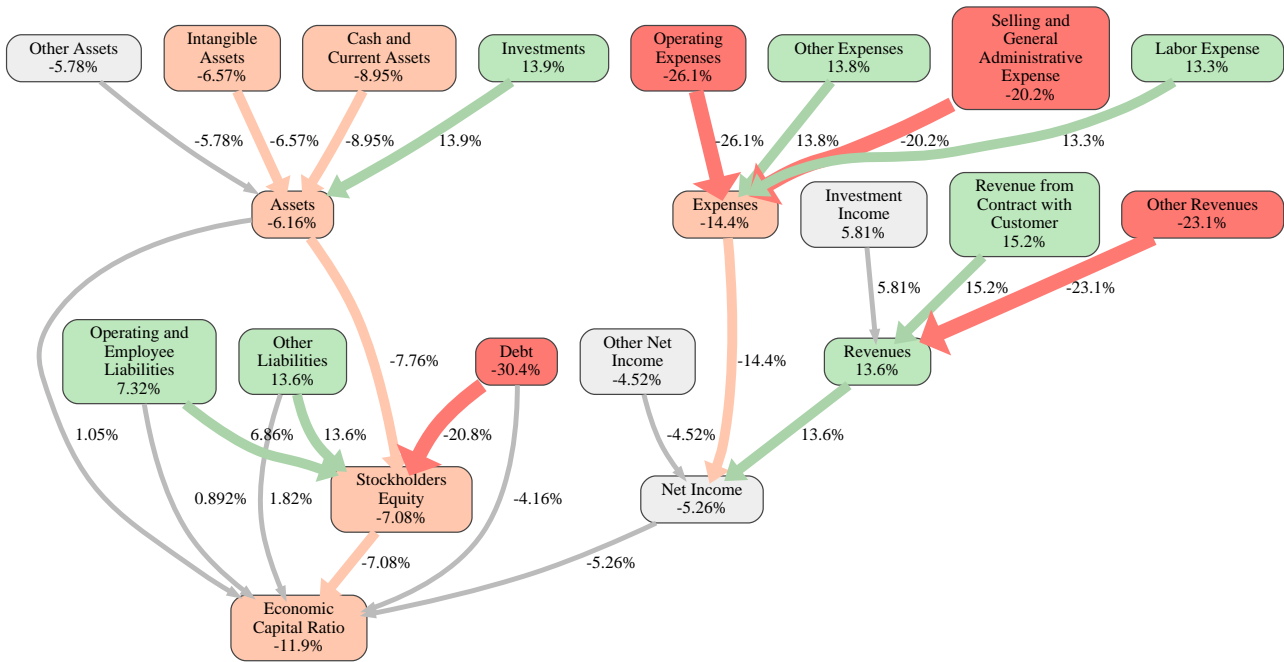 Other Assets
-5.78%
Intangible
Assets
-6.57%
Cash and
Current Assets
-8.95%
Investments
13.9%
Operating
Expenses
-26.1%
Other Expenses
13.8%
Selling and
General
Administrative
Expense
-20.2%
Labor Expense
13.3%
-5.78%
-6.57%
-8.95%
13.9%
-26.1%
13.8%
-20.2%
13.3%
Assets
-6.16%
Expenses
-14.4%
Investment
Income
5.81%
Revenue from
Contract with
Customer
15.2%
Other Revenues
-23.1%
5.81%
15.2%
-23.1%
Operating and
Employee
Liabilities
7.32%
Other
Liabilities
13.6%
-7.76%
Debt
-30.4%
Other Net
Income
-4.52%
-14.4%
Revenues
13.6%
1.05%
6.86%
13.6%
-20.8%
-4.52%
13.6%
0.892%
1.82%
Stockholders
Equity
-7.08%
-4.16%
Net Income
-5.26%
-7.08%
-5.26%
Economic
Capital Ratio
-11.9%